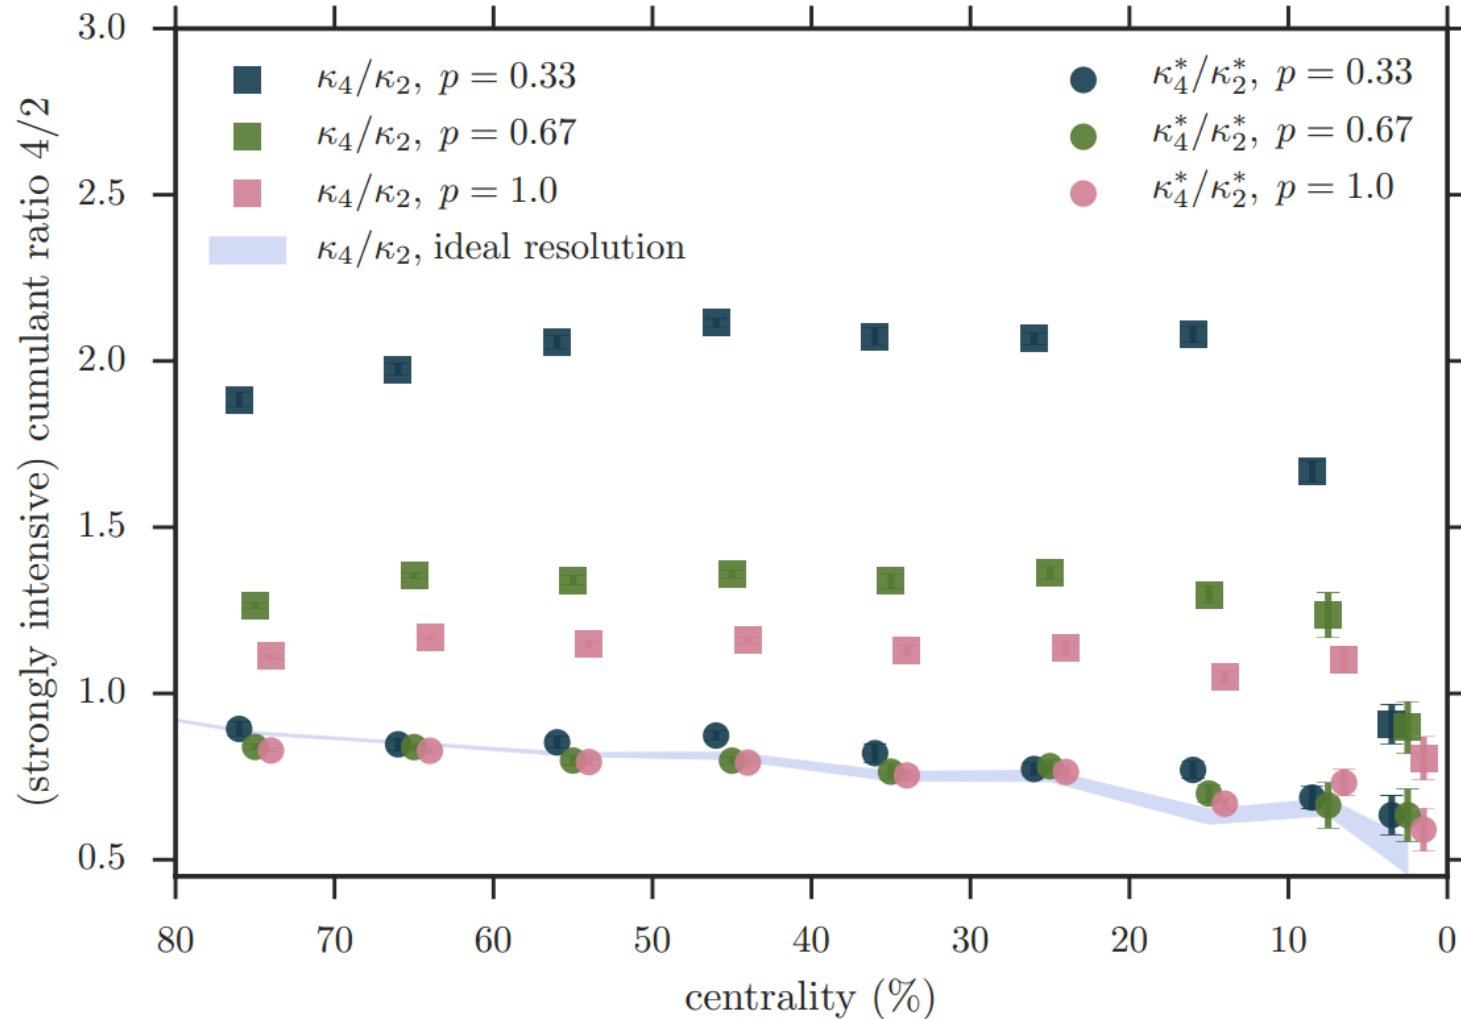 (strongly intensive) cumulant ratio 4/2
3.0
2.5
2.0
1.5
1.0
0.5
κ₄/κ₂, p = 0.33
κ₄/κ₂, p = 0.67
κ₄/κ₂, p = 1.0
κ₄/κ₂, ideal resolution
κ₄*/κ₂*, p = 0.33
κ₄*/κ₂*, p = 0.67
κ₄*/κ₂*, p = 1.0
80 70 60 50 40 30 20 10 0
centrality (%)